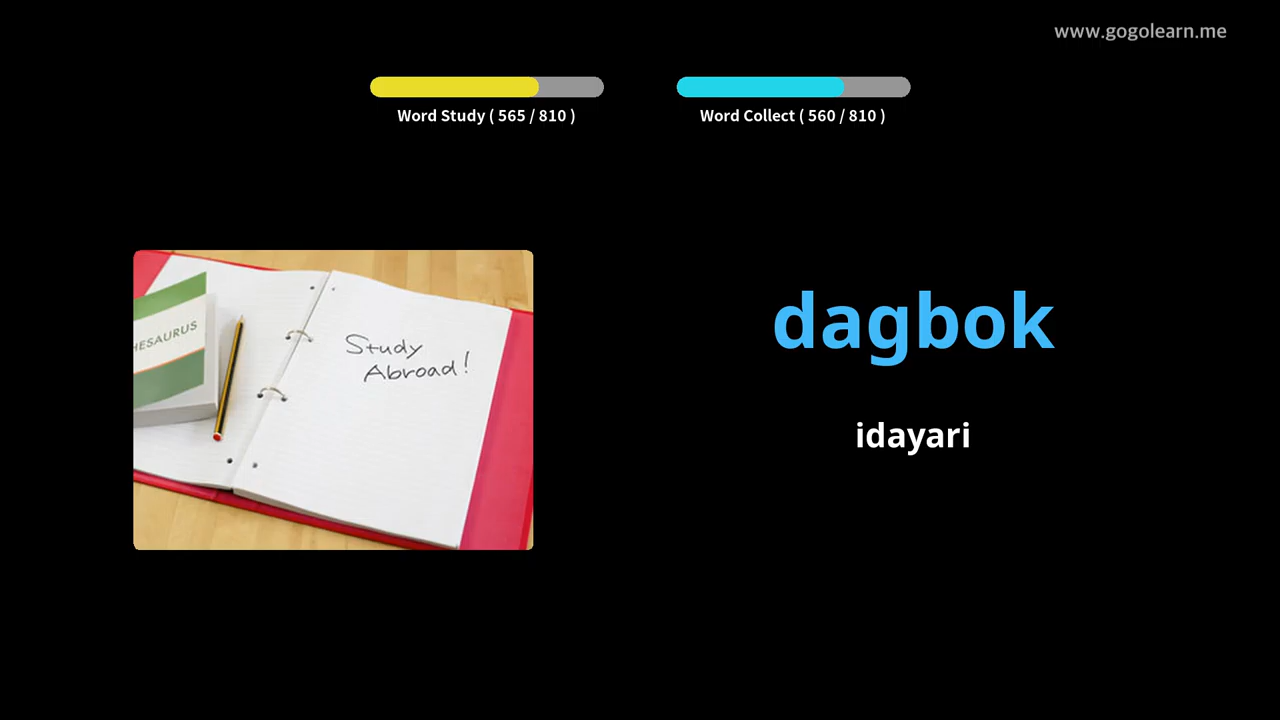 www.gogolearn.me
Word Study ( 565 / 810 )
Word Collect ( 560 / 810 )
HESAURUS
Study
Abroad!
dagbok
idayari